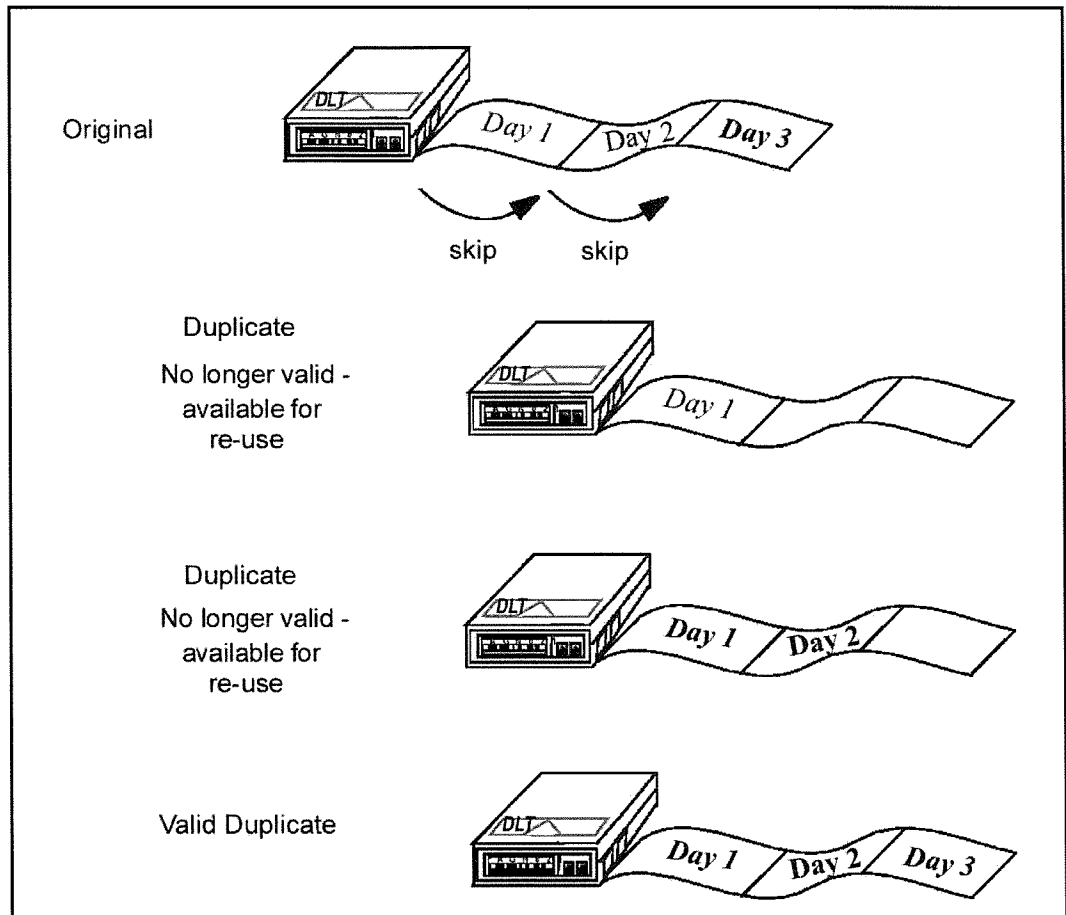 Original
DLT
Day 1 Day 2 Day 3
skip skip
Duplicate
No longer valid -
available for
re-use
DLT
Day 1
Duplicate
No longer valid -
available for
re-use
DLT
Day 1 Day 2
Valid Duplicate
DLT
Day 1 Day 2 Day 3